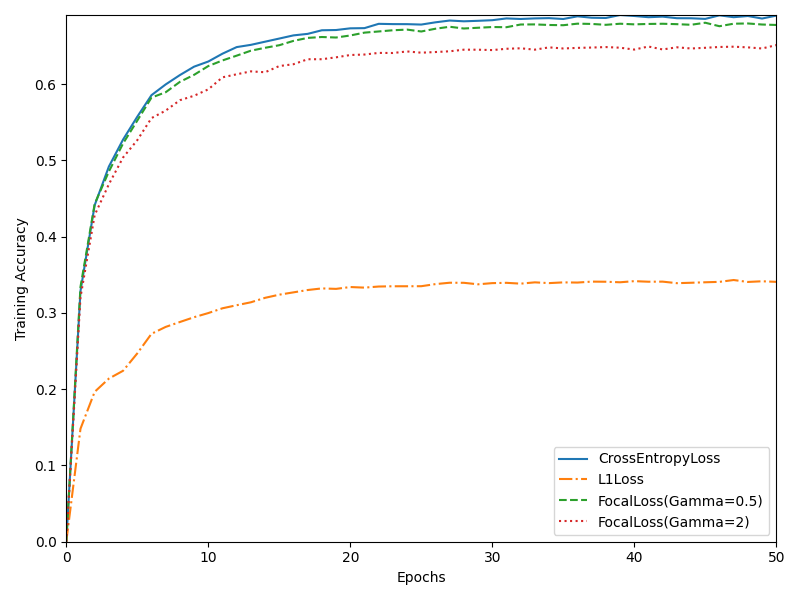 0.6
0.5
0.4
0.3
0.2
0.1
0.0
Training Accuracy
0 10 20 30 40 50
Epochs
CrossEntropyLoss
L1Loss
FocalLoss(Gamma=0.5)
FocalLoss(Gamma=2)